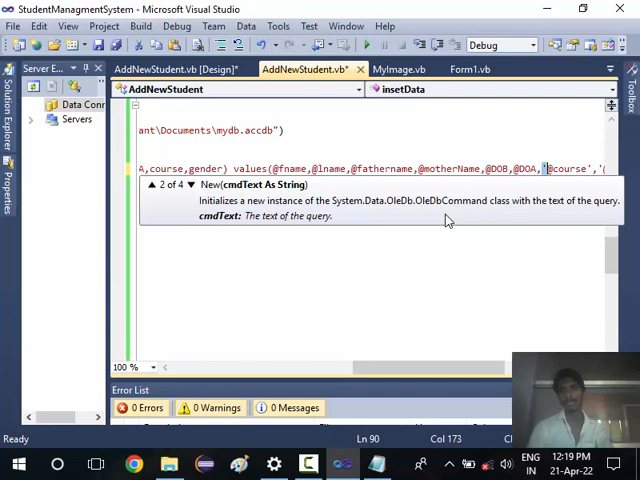 StudentManagmentSystem - Microsoft Visual Studio
File Edit View Project Build Debug Team Data Tools Test Window Help
Debug
Server E...
AddNewStudent.vb [Design]* AddNewStudent.vb* MyImage.vb Form1.vb
AddNewStudent insetData
Solution Explorer
Properties
Toolbox
Data Conn
Servers
ant\Documents\mydb.accdb")
A,course,gender) values(@fname,@lname,@fathername,@motherName,@DOB,@DOA,'@course','(
2 of 4 New(cmdText As String)
Initializes a new instance of the System.Data.OleDb.OleDbCommand class with the text of the query.
cmdText: The text of the query.
100 %
Error List
0 Errors 0 Warnings 0 Messages
Ready Ln 90 Col 173
ENG 12:19 PM
IN 21-Apr-22